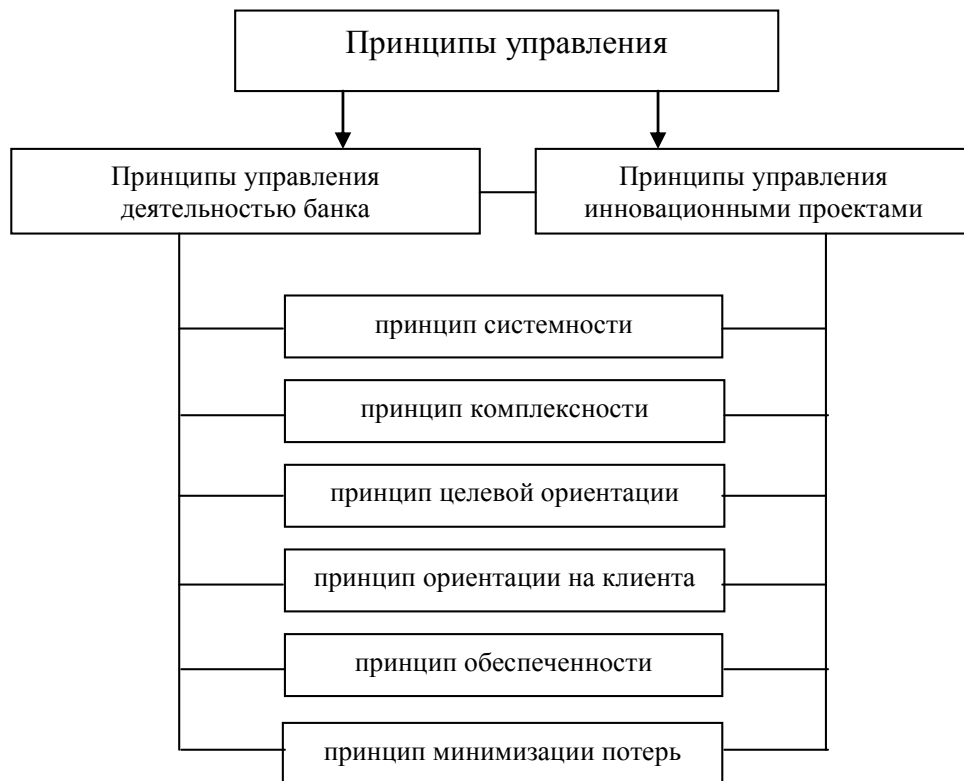 Принципы управления
Принципы управления
деятельностью банка
Принципы управления
инновационными проектами
принцип системности
принцип комплексности
принцип целевой ориентации
принцип ориентации на клиента
принцип обеспеченности
принцип минимизации потерь